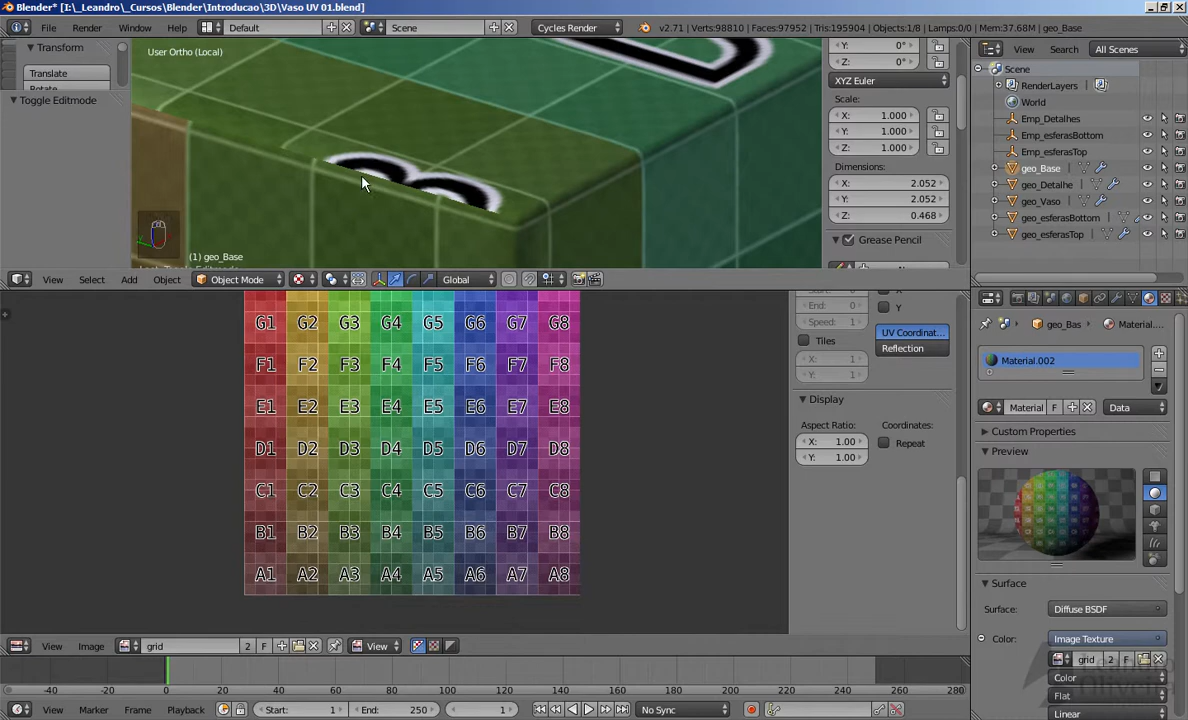 Blender* [I:\_Leandro\_Cursos\Blender\Introducao\3D\Vaso UV 01.blend]
File Render Window Help Default Scene Cycles Render v2.71 | Verts:98810 | Faces:97952 | Tris:195904 | Objects:1/8 | Lamps:0/0 | Mem:37.68M | geo_Base
Transform
Translate
Toggle Editmode
User Ortho (Local)
(1) geo_Base
Y: 0°
Z: 0°
XYZ Euler
Scale:
X: 1.000
Y: 1.000
Z: 1.000
Dimensions:
X: 2.052
Y: 2.052
Z: 0.468
Grease Pencil
View Search All Scenes
Scene
RenderLayers
World
Emp_Detalhes
Emp_esferasBottom
Emp_esferasTop
geo_Base
geo_Detalhe
geo_Vaso
geo_esferasBottom
geo_esferasTop
View Select Add Object Object Mode Global
G1 G2 G3 G4 G5 G6 G7 G8
F1 F2 F3 F4 F5 F6 F7 F8
E1 E2 E3 E4 E5 E6 E7 E8
D1 D2 D3 D4 D5 D6 D7 D8
C1 C2 C3 C4 C5 C6 C7 C8
B1 B2 B3 B4 B5 B6 B7 B8
A1 A2 A3 A4 A5 A6 A7 A8
End: 0
Speed: 1
Tiles
X: 1
Y: 1
Y
UV Coordinat...
Reflection
Display
Aspect Ratio: Coordinates:
X: 1.00 Repeat
Y: 1.00
geo_Bas Material....
Material.002
Material F Data
Custom Properties
Preview
Surface
Surface: Diffuse BSDF
Color: Image Texture
grid 2 F
Color
Flat
Linear
Leandro
Oliveira
View Image grid 2 F View
-40 -20 0 20 40 60 80 100 120 140 160 180 200 220 240 260 280
View Marker Frame Playback Start: 1 End: 250 1 No Sync